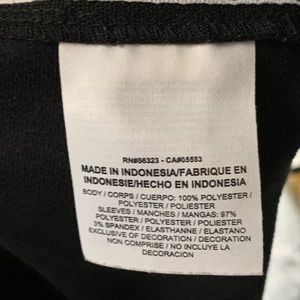 RN#56323 - CA#05553
MADE IN INDONESIA/FABRIQUE EN
INDONESIE/HECHO EN INDONESIA
BODY / CORPS / CUERPO: 100% POLYESTER /
POLYESTER / POLIESTER
SLEEVES / MANCHES / MANGAS: 97%
POLYESTER / POLYESTER / POLIESTER
3% SPANDEX / ELASTHANNE / ELASTANO
EXCLUSIVE OF DECORATION / DECORATION
NON COMPRISE / NO INCLUYE LA
DECORACION